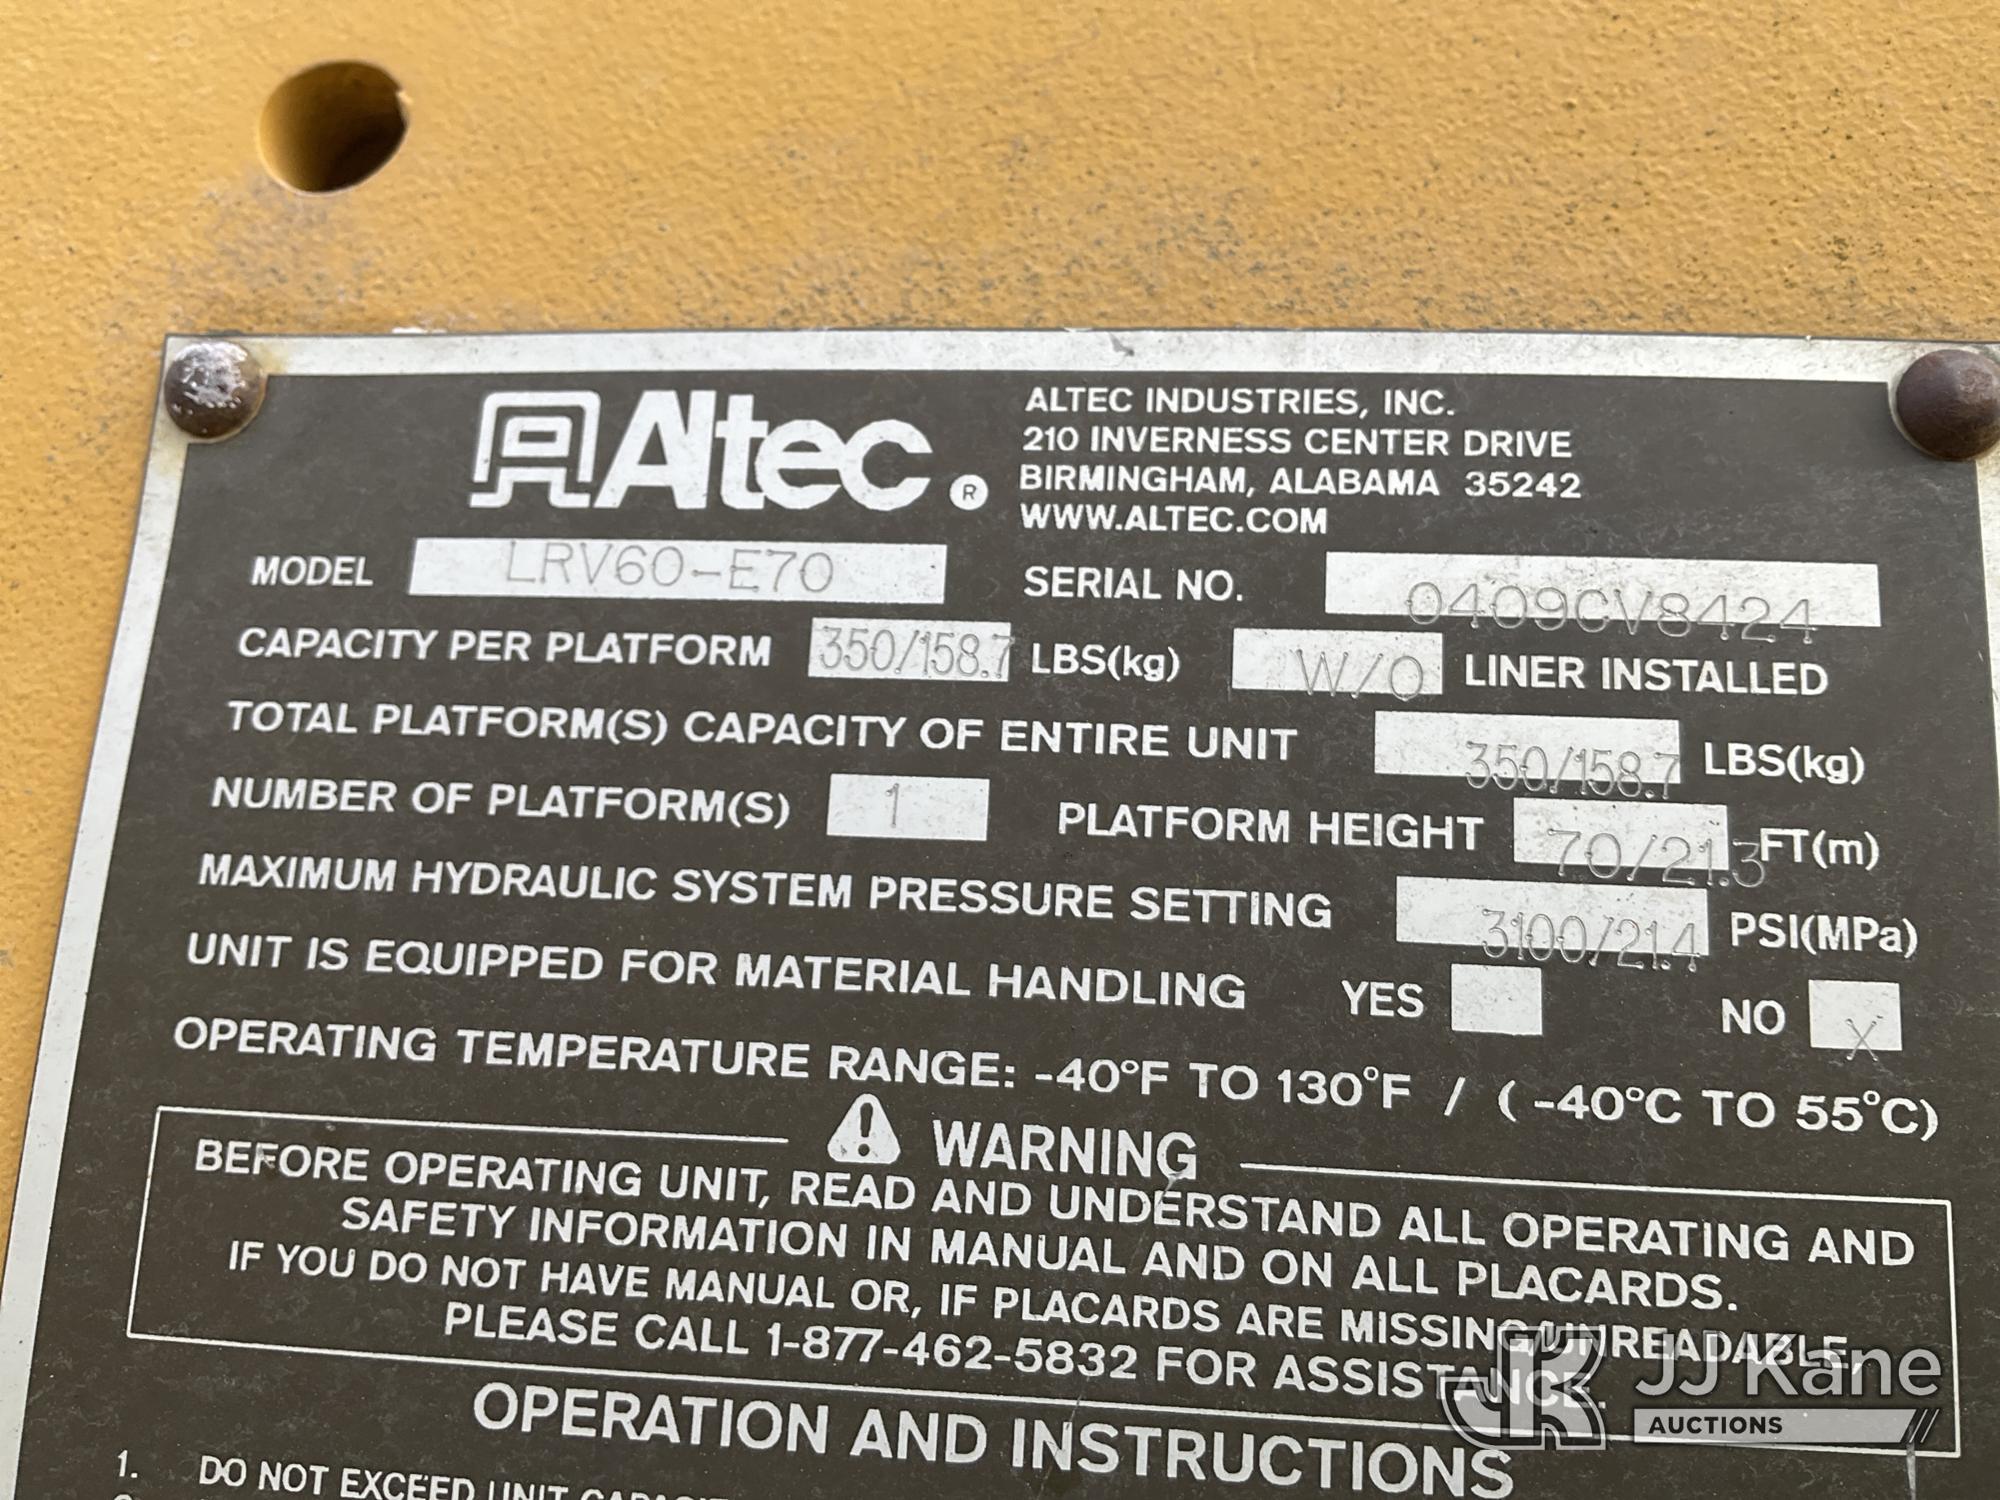 Altec ®
ALTEC INDUSTRIES, INC.
210 INVERNESS CENTER DRIVE
BIRMINGHAM, ALABAMA 35242
WWW.ALTEC.COM
MODEL LRV60-E70 SERIAL NO. 0409CV8424
CAPACITY PER PLATFORM 350/158.7 LBS(kg) W/O LINER INSTALLED
TOTAL PLATFORM(S) CAPACITY OF ENTIRE UNIT 350/158.7 LBS(kg)
NUMBER OF PLATFORM(S) 1 PLATFORM HEIGHT 70/21.3 FT(m)
MAXIMUM HYDRAULIC SYSTEM PRESSURE SETTING 3100/21.4 PSI(MPa)
UNIT IS EQUIPPED FOR MATERIAL HANDLING YES NO X
OPERATING TEMPERATURE RANGE: -40°F TO 130°F / ( -40°C TO 55°C)
WARNING
BEFORE OPERATING UNIT, READ AND UNDERSTAND ALL OPERATING AND
SAFETY INFORMATION IN MANUAL AND ON ALL PLACARDS.
IF YOU DO NOT HAVE MANUAL OR, IF PLACARDS ARE MISSING/UNREADABLE,
PLEASE CALL 1-877-462-5832 FOR ASSISTANCE.
OPERATION AND INSTRUCTIONS
1. DO NOT EXCEED UNIT
JJ Kane
AUCTIONS